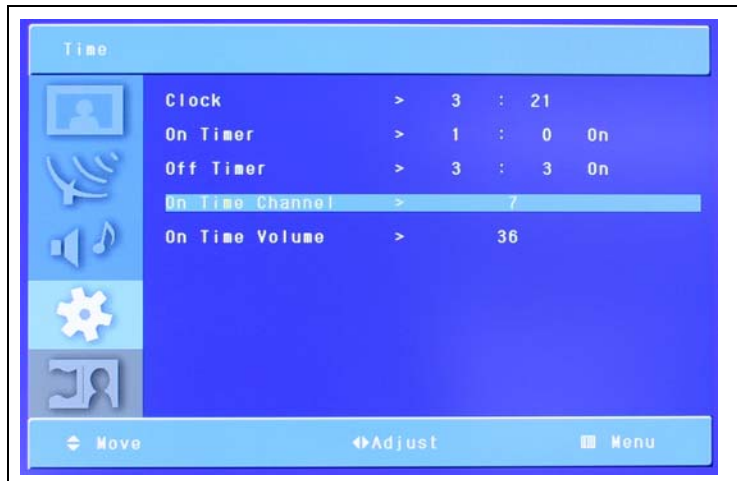 Time
Clock > 3 : 21
On Timer > 1 : 0 On
Off Timer > 3 : 3 On
On Time Channel > 7
On Time Volume > 36
Move Adjust Menu